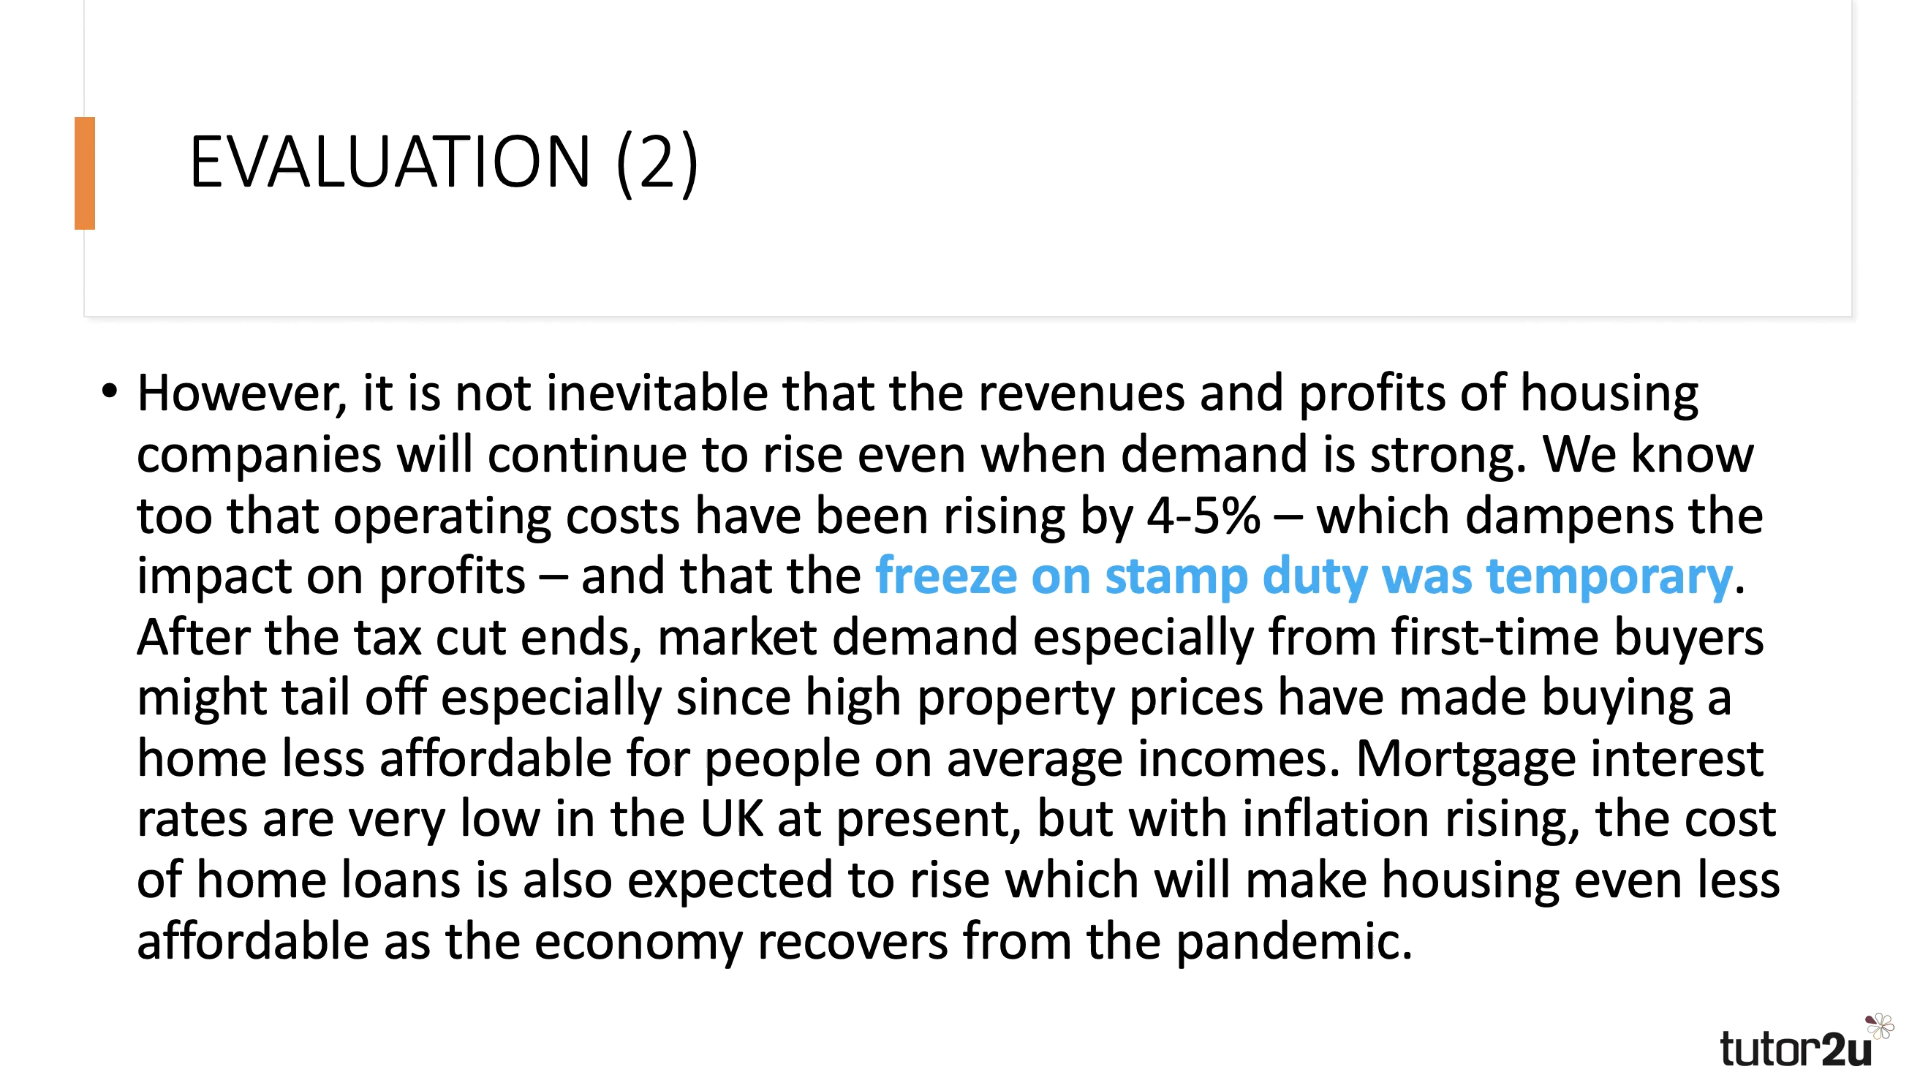 EVALUATION (2)
• However, it is not inevitable that the revenues and profits of housing
companies will continue to rise even when demand is strong. We know
too that operating costs have been rising by 4-5% – which dampens the
impact on profits – and that the freeze on stamp duty was temporary.
After the tax cut ends, market demand especially from first-time buyers
might tail off especially since high property prices have made buying a
home less affordable for people on average incomes. Mortgage interest
rates are very low in the UK at present, but with inflation rising, the cost
of home loans is also expected to rise which will make housing even less
affordable as the economy recovers from the pandemic.
tutor2u